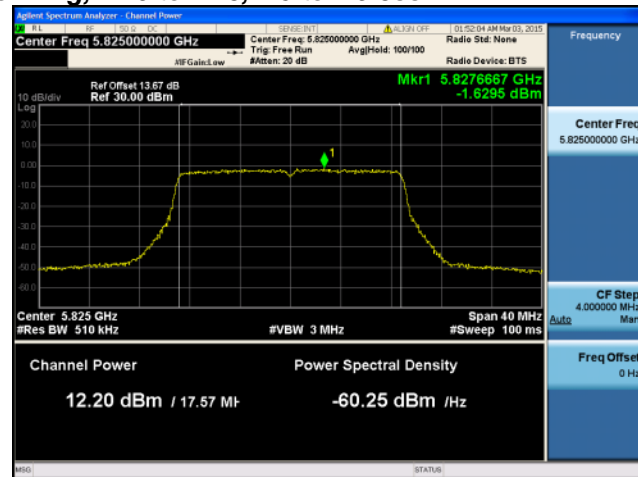 Agilent Spectrum Analyzer - Channel Power
RL RF 50 Ω DC SENSE:INT ALIGN OFF 01:52:04 AM Mar 03, 2015
Center Freq 5.825000000 GHz
Center Freq: 5.825000000 GHz
Radio Std: None
Trig: Free Run Avg|Hold: 100/100
#IFGain:Low #Atten: 20 dB Radio Device: BTS
Frequency
Ref Offset 13.67 dB
Mkr1 5.8276667 GHz
10 dB/div Ref 30.00 dBm -1.6295 dBm
Log
20.0
10.0
0.00
-10.0
-20.0
-30.0
-40.0
-50.0
-60.0
1
Center 5.825 GHz Span 40 MHz
#Res BW 510 kHz #VBW 3 MHz #Sweep 100 ms
Channel Power Power Spectral Density
12.20 dBm / 17.57 MH -60.25 dBm /Hz
Center Freq
5.825000000 GHz
CF Step
4.000000 MHz
Auto Man
Freq Offset
0 Hz
MSG STATUS